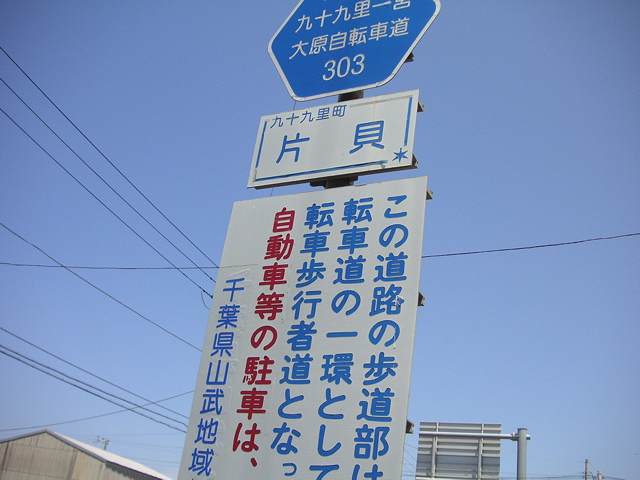 九十九里一宮
大原自転車道
303
九十九里町
片貝
この道路の歩道部は
転車道の一環として
転車歩行者道となっ
自動車等の駐車は、
千葉県山武地域